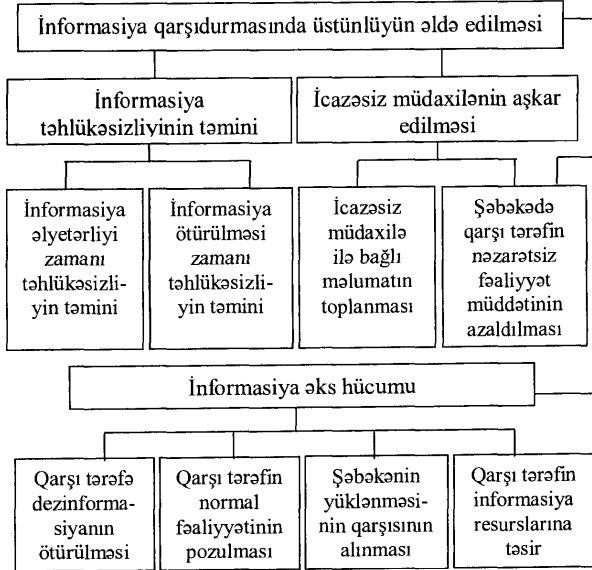 İnformasiya qarşıdurmasında üstünlüyün əldə edilməsi
İnformasiya
təhlükəsizliyinin təmini
İcazəsiz müdaxilənin aşkar
edilməsi
İnformasiya
əlyetərliyi
zamanı
təhlükəsizli-
yin təmini
İnformasiya
ötürülməsi
zamanı
təhlükəsizli-
yin təmini
İcazəsiz
müdaxilə
ilə bağlı
məlumatın
toplanması
Şəbəkədə
qarşı tərəfin
nəzarətsiz
fəaliyyət
müddətinin
azaldılması
İnformasiya əks hücumu
Qarşı tərəfə
dezinforma-
siyanın
ötürülməsi
Qarşı tərəfin
normal
fəaliyyətinin
pozulması
Şəbəkənin
yüklənməsi-
nin qarşısının
alınması
Qarşı tərəfin
informasiya
resurslarına
təsir